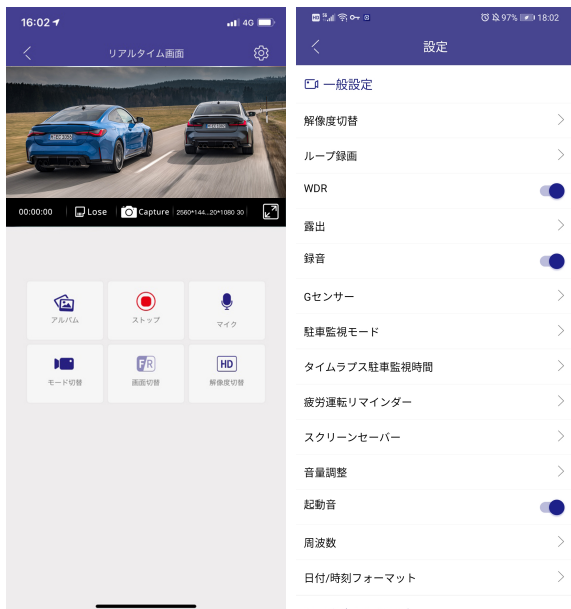 16:02
4G
リアルタイム画面
00:00:00
Lose
Capture
2560*144...20*1080 30
アルバム
ストップ
マイク
モード切替
FR
画面切替
HD
解像度切替
97%
18:02
設定
一般設定
解像度切替
ループ録画
WDR
露出
録音
Gセンサー
駐車監視モード
タイムラプス駐車監視時間
疲労運転リマインダー
スクリーンセーバー
音量調整
起動音
周波数
日付/時刻フォーマット